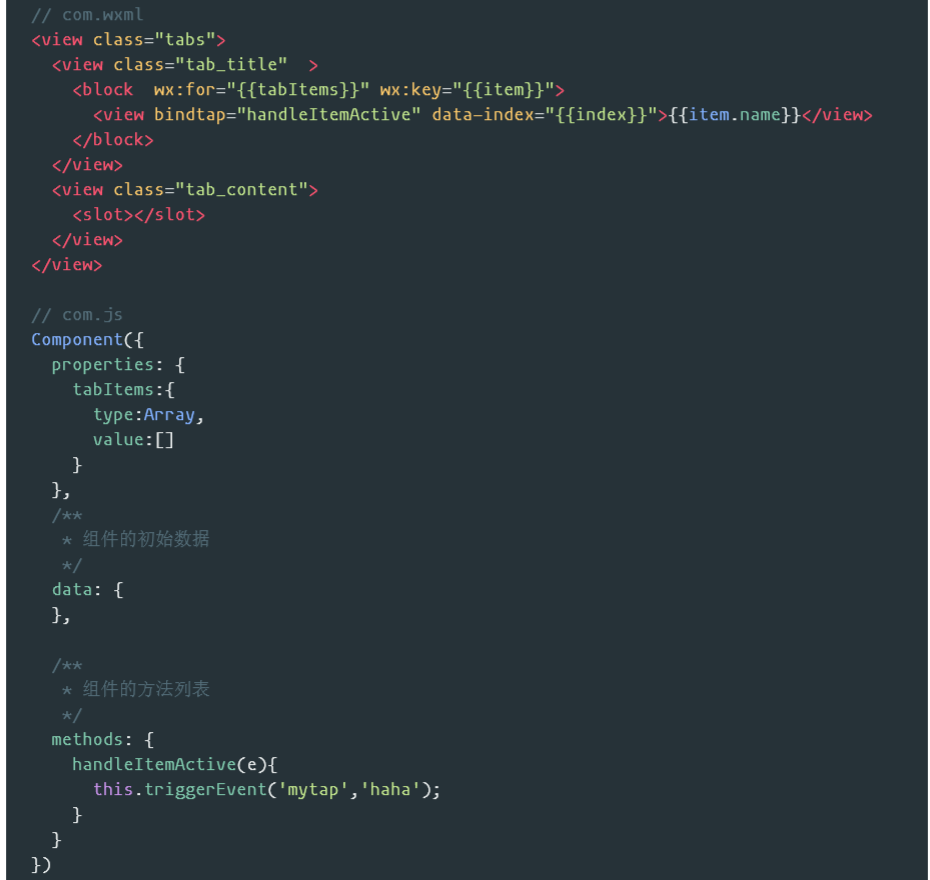 // com.wxml
<view class="tabs">
  <view class="tab_title"  >
    <block  wx:for="{{tabItems}}" wx:key="{{item}}">
      <view bindtap="handleItemActive" data-index="{{index}}">{{item.name}}</view>
    </block>
  </view>
  <view class="tab_content">
    <slot></slot>
  </view>
</view>

// com.js
Component({
  properties: {
    tabItems:{
      type:Array,
      value:[]
    }
  },
  /**
   * 组件的初始数据
   */
  data: {
  },

  /**
   * 组件的方法列表
   */
  methods: {
    handleItemActive(e){
      this.triggerEvent('mytap','haha');
    }
  }
})